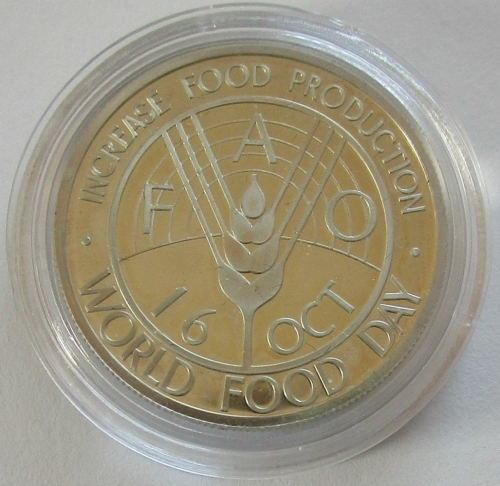 · INCREASE FOOD PRODUCTION ·
WORLD FOOD DAY
F A O
16 OCT